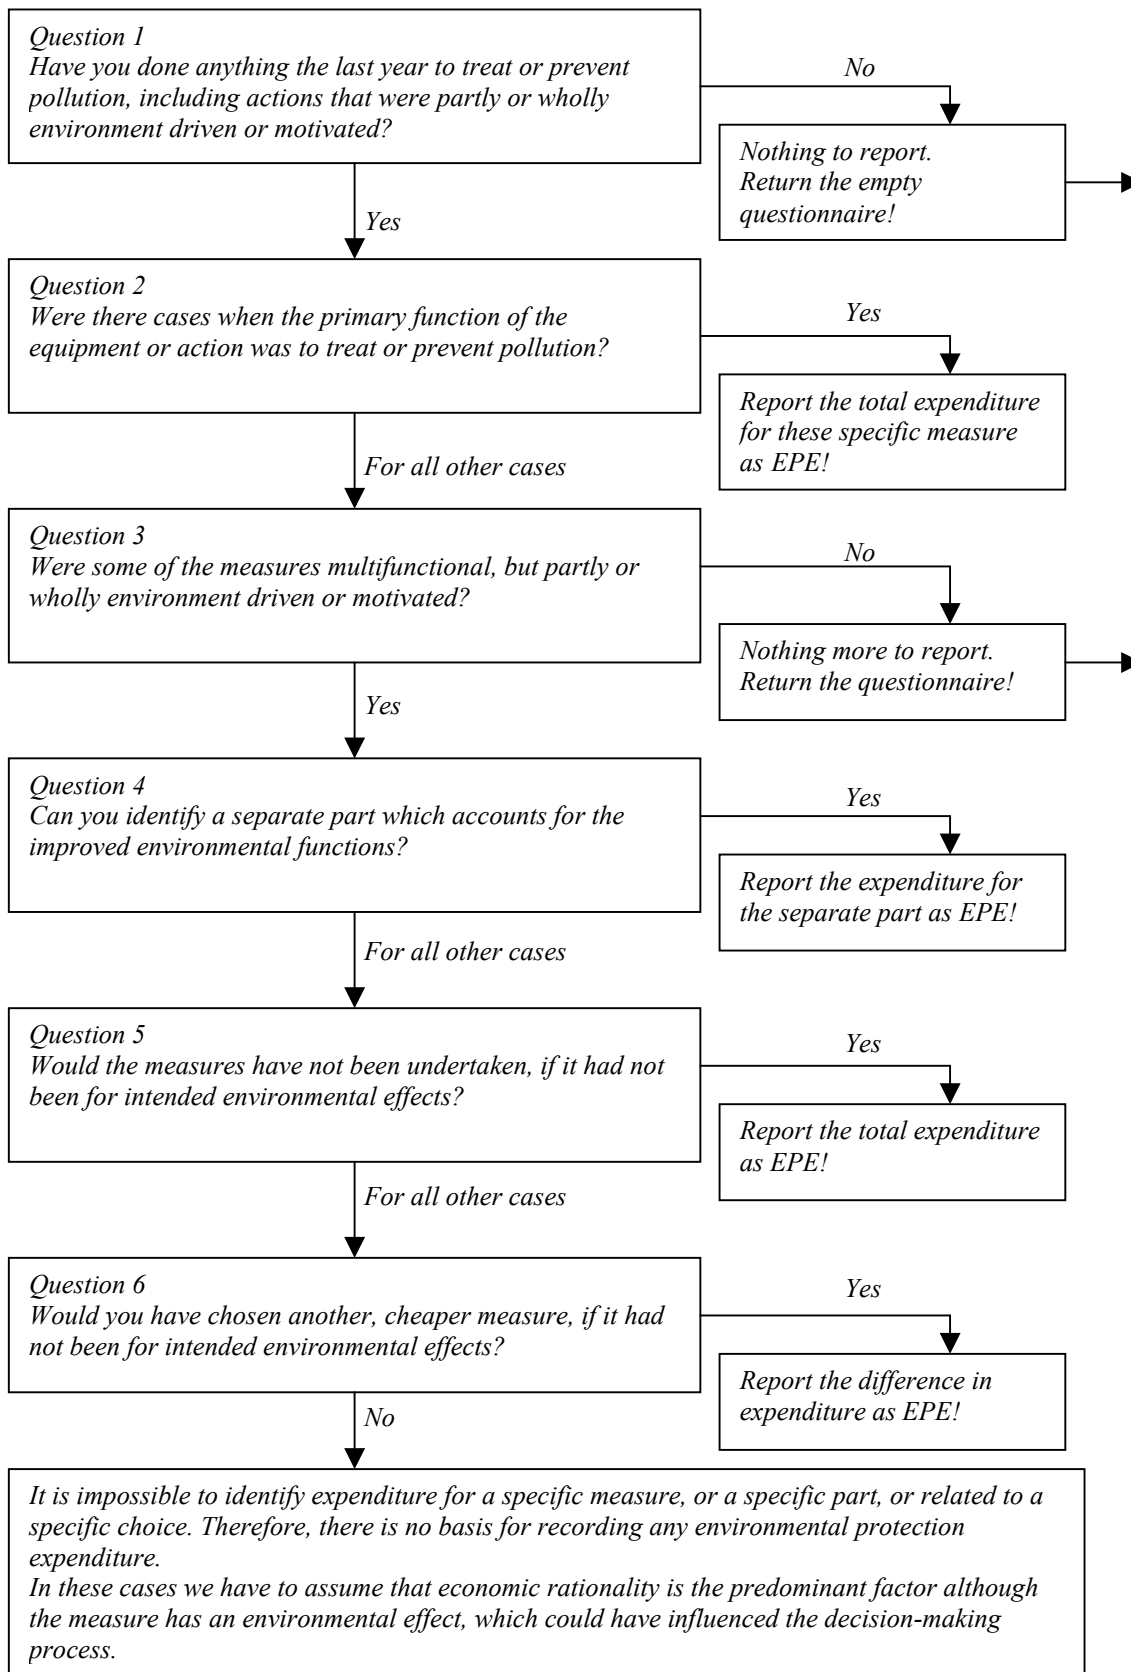 Question 1
Have you done anything the last year to treat or prevent
pollution, including actions that were partly or wholly
environment driven or motivated?
No
Nothing to report.
Return the empty
questionnaire!
Yes
Question 2
Were there cases when the primary function of the
equipment or action was to treat or prevent pollution?
Yes
Report the total expenditure
for these specific measure
as EPE!
For all other cases
Question 3
Were some of the measures multifunctional, but partly or
wholly environment driven or motivated?
No
Nothing more to report.
Return the questionnaire!
Yes
Question 4
Can you identify a separate part which accounts for the
improved environmental functions?
Yes
Report the expenditure for
the separate part as EPE!
For all other cases
Question 5
Would the measures have not been undertaken, if it had not
been for intended environmental effects?
Yes
Report the total expenditure
as EPE!
For all other cases
Question 6
Would you have chosen another, cheaper measure, if it had
not been for intended environmental effects?
Yes
Report the difference in
expenditure as EPE!
No
It is impossible to identify expenditure for a specific measure, or a specific part, or related to a
specific choice. Therefore, there is no basis for recording any environmental protection
expenditure.
In these cases we have to assume that economic rationality is the predominant factor although
the measure has an environmental effect, which could have influenced the decision-making
process.